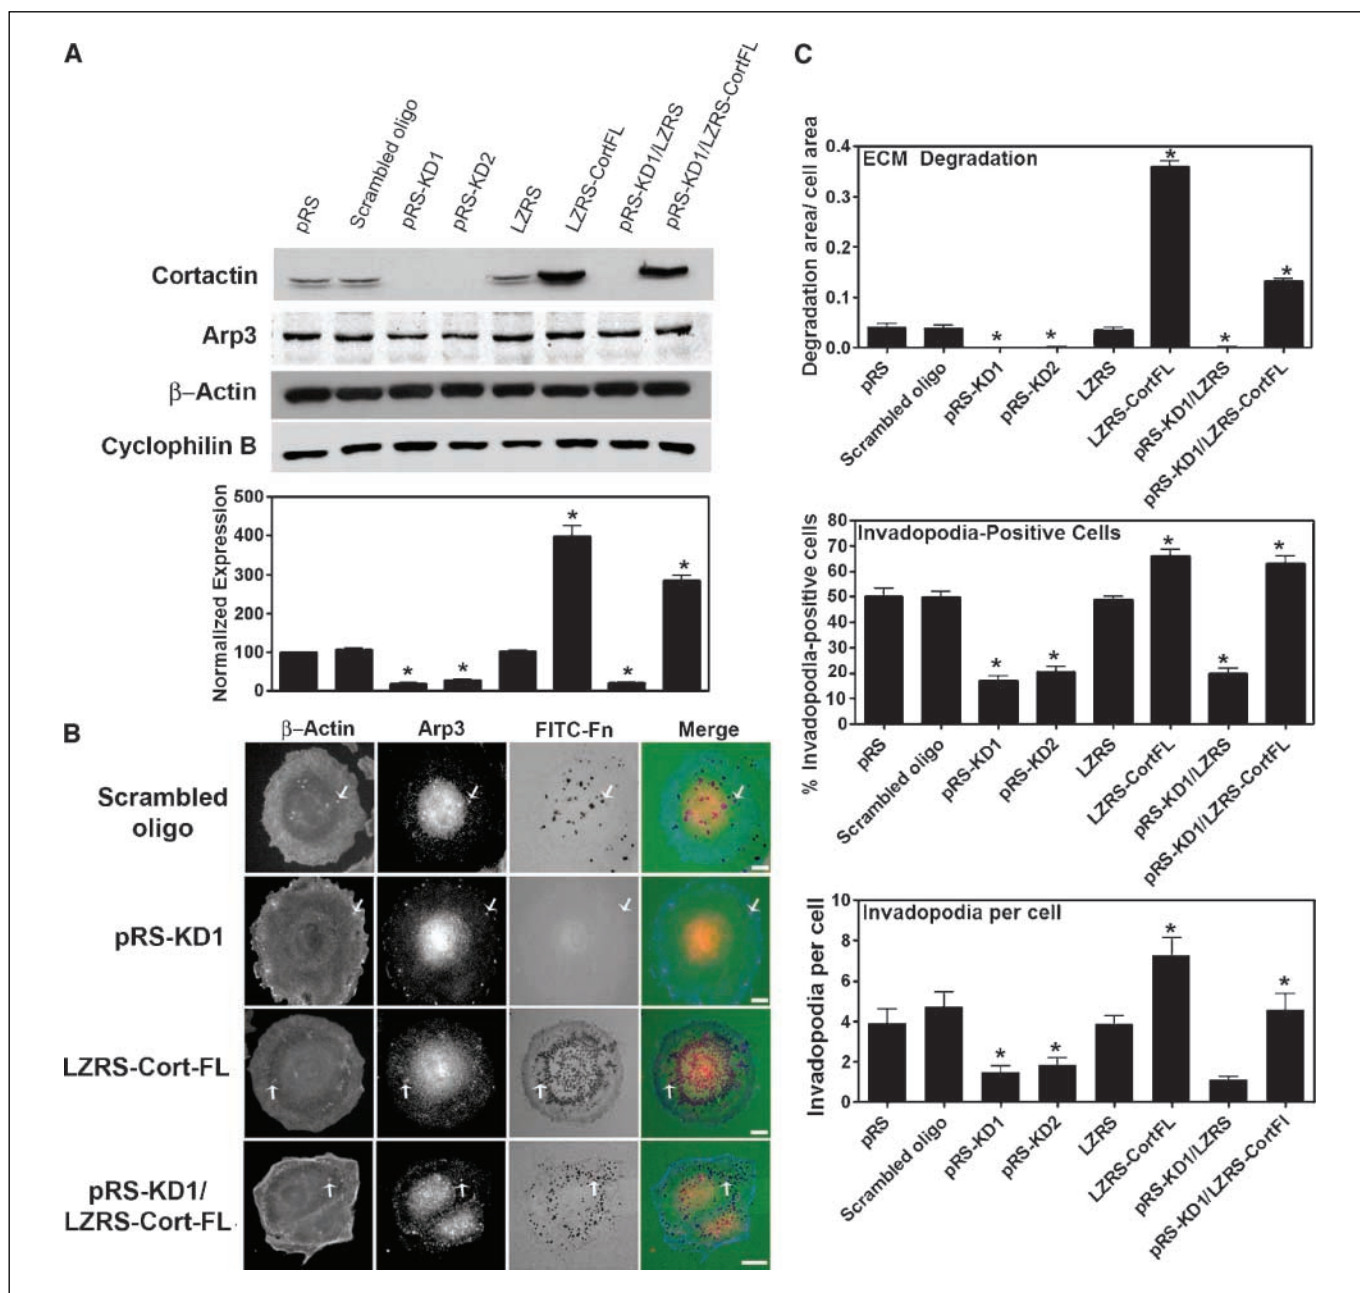 A
pRS
Scrambled oligo
pRS-KD1
pRS-KD2
LZRS
LZRS-CortFL
pRS-KD1/LZRS
pRS-KD1/LZRS-CortFL
Cortactin
Arp3
β–Actin
Cyclophilin B
Normalized Expression
500
400
300
200
100
0
*
*
*
*
*
B
β–Actin
Arp3
FITC-Fn
Merge
Scrambled
oligo
pRS-KD1
LZRS-Cort-FL
pRS-KD1/
LZRS-Cort-FL
C
ECM Degradation
Degradation area/ cell area
0.4
0.3
0.2
0.1
0.0
*
*
*
*
*
pRS
Scrambled oligo
pRS-KD1
pRS-KD2
LZRS
LZRS-CortFL
pRS-KD1/LZRS
pRS-KD1/LZRS-CortFL
Invadopodia-Positive Cells
% Invadopodia-positive cells
80
70
60
50
40
30
20
10
0
*
*
*
*
*
pRS
Scrambled oligo
pRS-KD1
pRS-KD2
LZRS
LZRS-CortFL
pRS-KD1/LZRS
pRS-KD1/LZRS-CortFL
Invadopodia per cell
Invadopodia per cell
10
8
6
4
2
0
*
*
*
*
pRS
Scrambled oligo
pRS-KD1
pRS-KD2
LZRS
LZRS-CortFL
pRS-KD1/LZRS
pRS-KD1/LZRS-CortFl